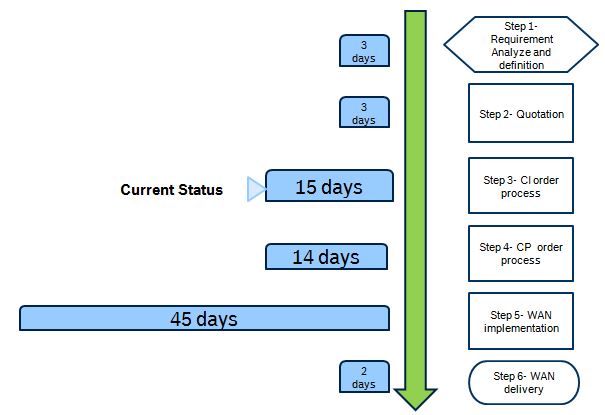 3
days
Step 1-
Requirement
Analyze and
definition
3
days
Step 2- Quotation
Current Status
15 days
Step 3- CI order
process
14 days
Step 4- CP order
process
45 days
Step 5- WAN
implementation
2
days
Step 6- WAN
delivery